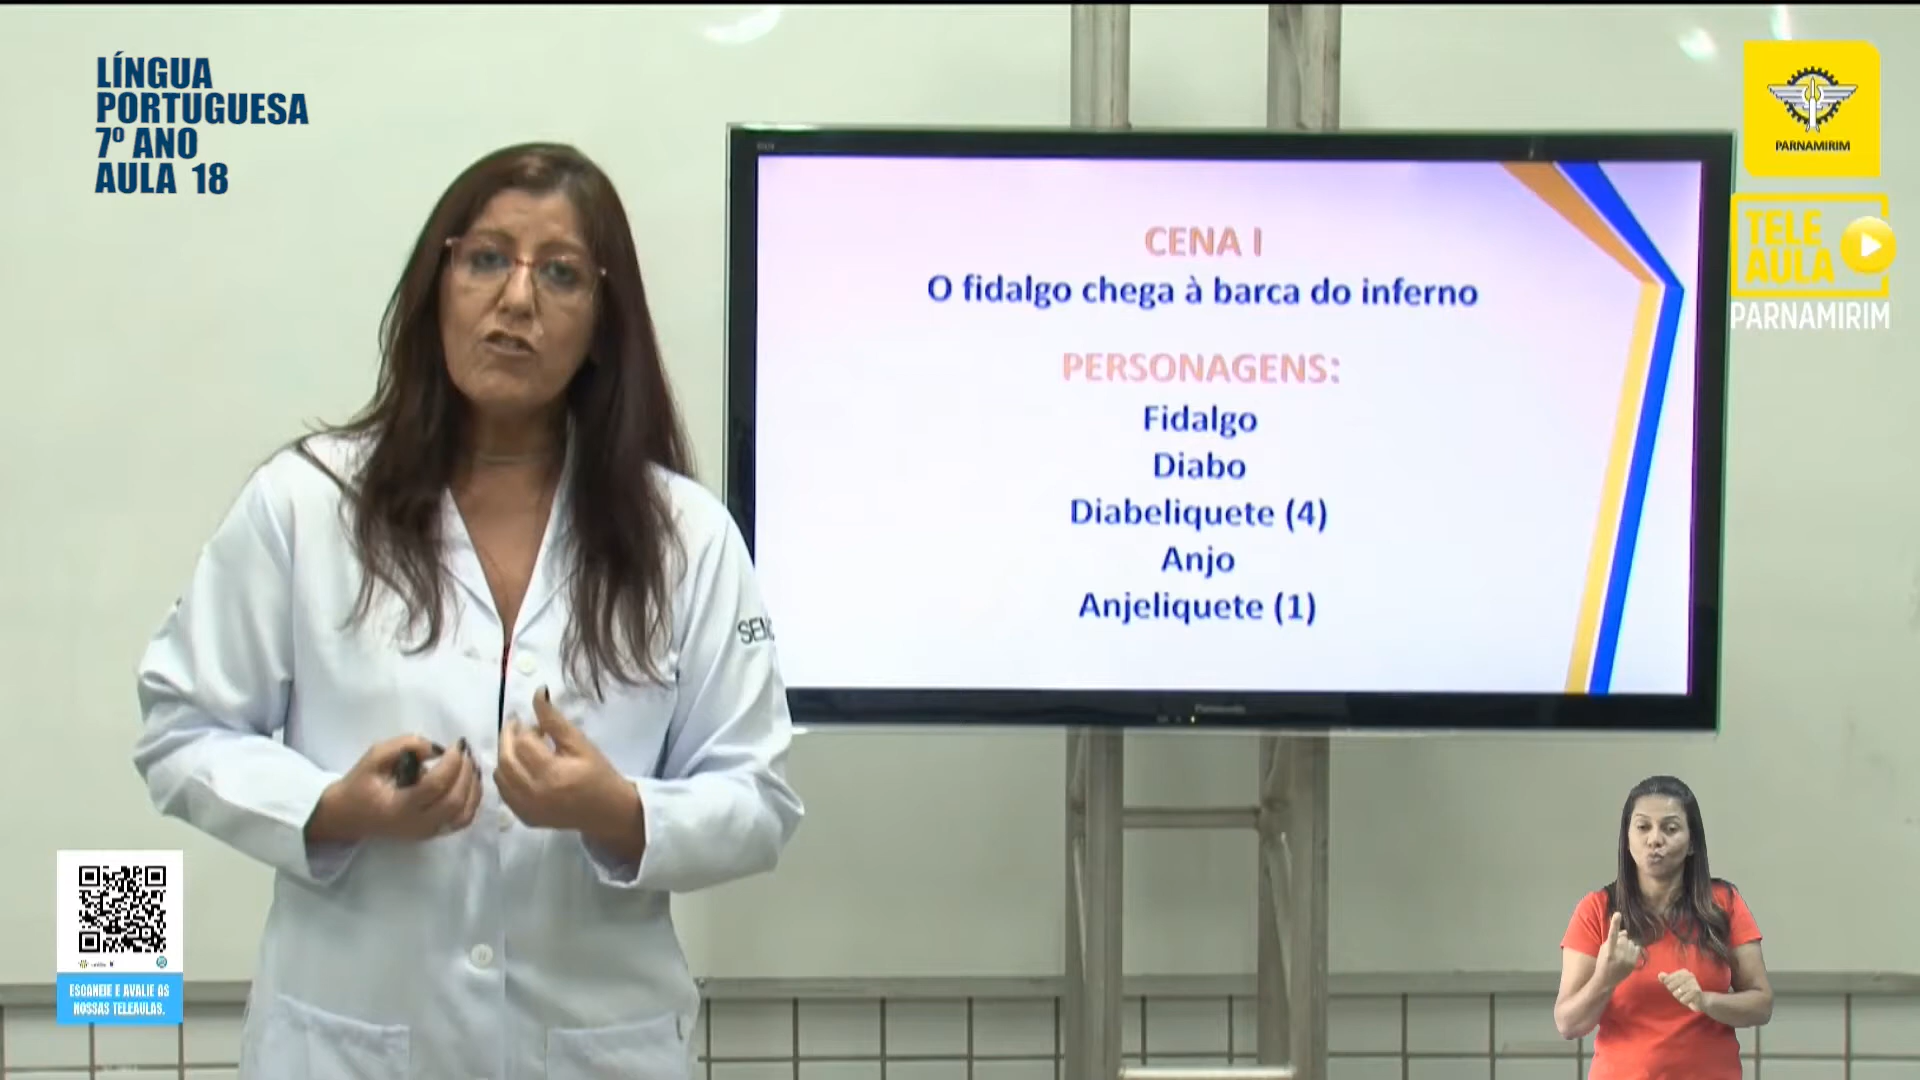 LÍNGUA
PORTUGUESA
7º ANO
AULA 18
PARNAMIRIM
TELE
AULA
PARNAMIRIM
CENA I
O fidalgo chega à barca do inferno
PERSONAGENS:
Fidalgo
Diabo
Diabeliquete (4)
Anjo
Anjeliquete (1)
Panasonic
ESCANEIE E AVALIE AS
NOSSAS TELEAULAS.